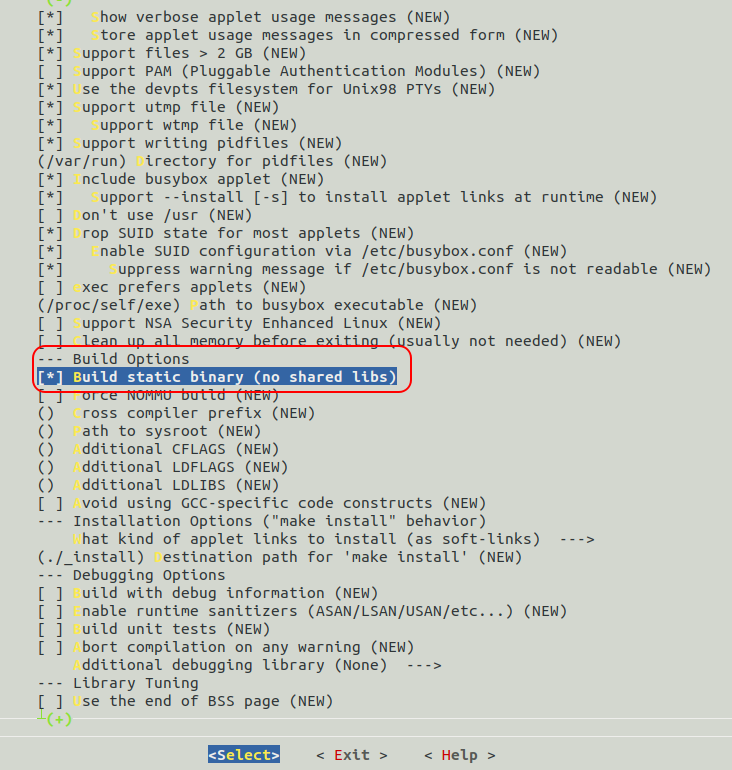 (-)
[*]   Show verbose applet usage messages (NEW)
[*]   Store applet usage messages in compressed form (NEW)
[*] Support files > 2 GB (NEW)
[ ] Support PAM (Pluggable Authentication Modules) (NEW)
[*] Use the devpts filesystem for Unix98 PTYs (NEW)
[*] Support utmp file (NEW)
[*]   Support wtmp file (NEW)
[*] Support writing pidfiles (NEW)
(/var/run) Directory for pidfiles (NEW)
[*] Include busybox applet (NEW)
[*]   Support --install [-s] to install applet links at runtime (NEW)
[ ] Don't use /usr (NEW)
[*] Drop SUID state for most applets (NEW)
[*]   Enable SUID configuration via /etc/busybox.conf (NEW)
[*]     Suppress warning message if /etc/busybox.conf is not readable (NEW)
[ ] exec prefers applets (NEW)
(/proc/self/exe) Path to busybox executable (NEW)
[ ] Support NSA Security Enhanced Linux (NEW)
[ ] Clean up all memory before exiting (usually not needed) (NEW)
--- Build Options
[*] Build static binary (no shared libs)
[ ] Force NOMMU build (NEW)
()  Cross compiler prefix (NEW)
()  Path to sysroot (NEW)
()  Additional CFLAGS (NEW)
()  Additional LDFLAGS (NEW)
()  Additional LDLIBS (NEW)
[ ] Avoid using GCC-specific code constructs (NEW)
--- Installation Options ("make install" behavior)
    What kind of applet links to install (as soft-links)  --->
(./_install) Destination path for 'make install' (NEW)
--- Debugging Options
[ ] Build with debug information (NEW)
[ ] Enable runtime sanitizers (ASAN/LSAN/USAN/etc...) (NEW)
[ ] Build unit tests (NEW)
[ ] Abort compilation on any warning (NEW)
    Additional debugging library (None)  --->
--- Library Tuning
[ ] Use the end of BSS page (NEW)
(+)
<Select>    < Exit >    < Help >